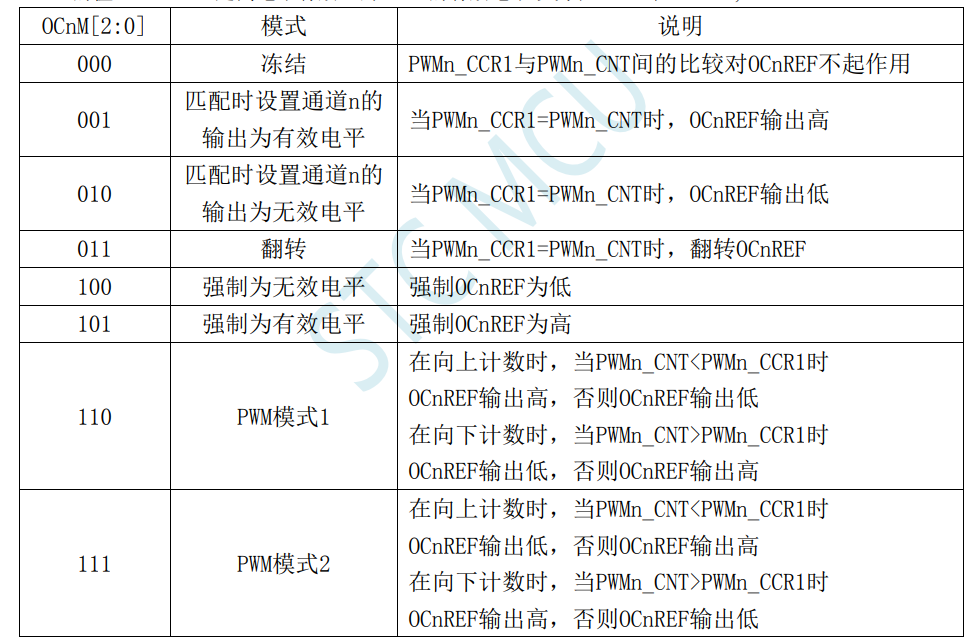 OCnM[2:0] 模式 说明
000 冻结 PWMn_CCR1与PWMn_CNT间的比较对OCnREF不起作用
001 匹配时设置通道n的
输出为有效电平 当PWMn_CCR1=PWMn_CNT时，OCnREF输出高
010 匹配时设置通道n的
输出为无效电平 当PWMn_CCR1=PWMn_CNT时，OCnREF输出低
011 翻转 当PWMn_CCR1=PWMn_CNT时，翻转OCnREF
100 强制为无效电平 强制OCnREF为低
101 强制为有效电平 强制OCnREF为高
110 PWM模式1 在向上计数时，当PWMn_CNT<PWMn_CCR1时
OCnREF输出高，否则OCnREF输出低
在向下计数时，当PWMn_CNT>PWMn_CCR1时
OCnREF输出低，否则OCnREF输出高
111 PWM模式2 在向上计数时，当PWMn_CNT<PWMn_CCR1时
OCnREF输出低，否则OCnREF输出高
在向下计数时，当PWMn_CNT>PWMn_CCR1时
OCnREF输出高，否则OCnREF输出低
STC MCU